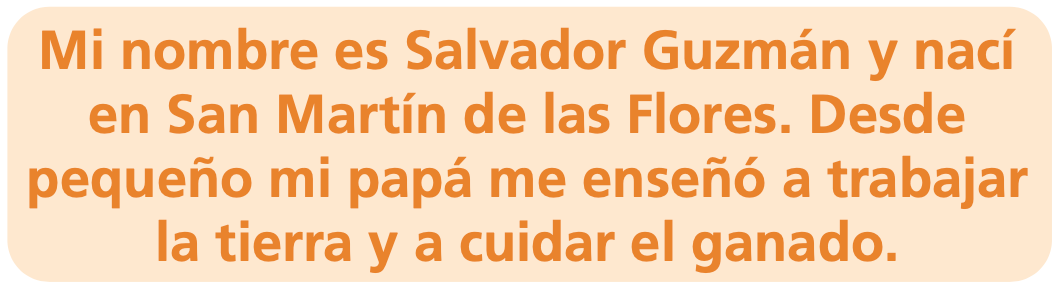 Mi nombre es Salvador Guzmán y nací
en San Martín de las Flores. Desde
pequeño mi papá me enseñó a trabajar
la tierra y a cuidar el ganado.